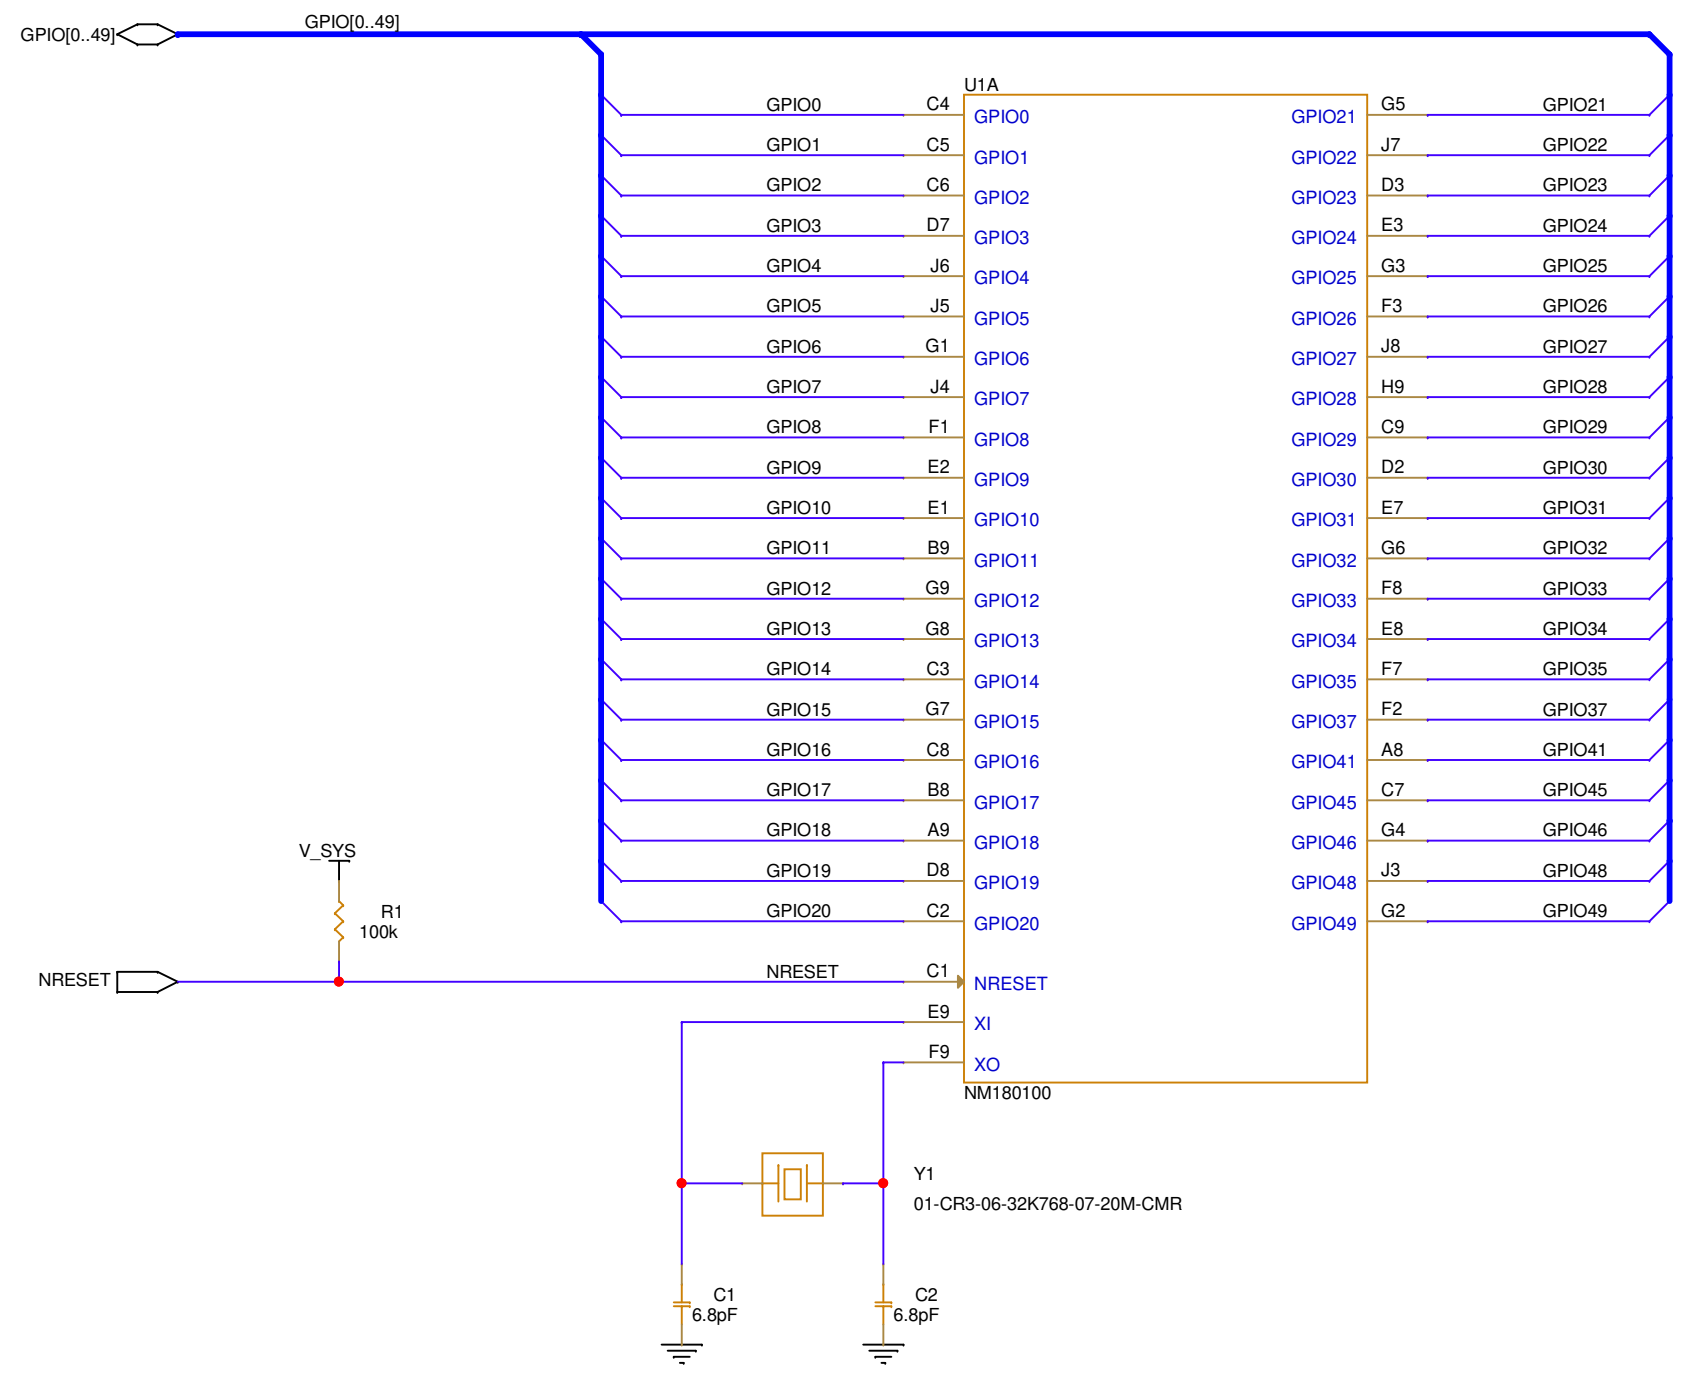 GPIO[0..49]
GPIO[0..49]
U1A
GPIO0 C4 GPIO0 GPIO21 G5 GPIO21
GPIO1 C5 GPIO1 GPIO22 J7 GPIO22
GPIO2 C6 GPIO2 GPIO23 D3 GPIO23
GPIO3 D7 GPIO3 GPIO24 E3 GPIO24
GPIO4 J6 GPIO4 GPIO25 G3 GPIO25
GPIO5 J5 GPIO5 GPIO26 F3 GPIO26
GPIO6 G1 GPIO6 GPIO27 J8 GPIO27
GPIO7 J4 GPIO7 GPIO28 H9 GPIO28
GPIO8 F1 GPIO8 GPIO29 C9 GPIO29
GPIO9 E2 GPIO9 GPIO30 D2 GPIO30
GPIO10 E1 GPIO10 GPIO31 E7 GPIO31
GPIO11 B9 GPIO11 GPIO32 G6 GPIO32
GPIO12 G9 GPIO12 GPIO33 F8 GPIO33
GPIO13 G8 GPIO13 GPIO34 E8 GPIO34
GPIO14 C3 GPIO14 GPIO35 F7 GPIO35
GPIO15 G7 GPIO15 GPIO37 F2 GPIO37
GPIO16 C8 GPIO16 GPIO41 A8 GPIO41
GPIO17 B8 GPIO17 GPIO45 C7 GPIO45
GPIO18 A9 GPIO18 GPIO46 G4 GPIO46
GPIO19 D8 GPIO19 GPIO48 J3 GPIO48
GPIO20 C2 GPIO20 GPIO49 G2 GPIO49
V_SYS
R1
100k
NRESET NRESET C1 NRESET
E9 XI
F9 XO
NM180100
Y1
01-CR3-06-32K768-07-20M-CMR
C1
6.8pF
C2
6.8pF